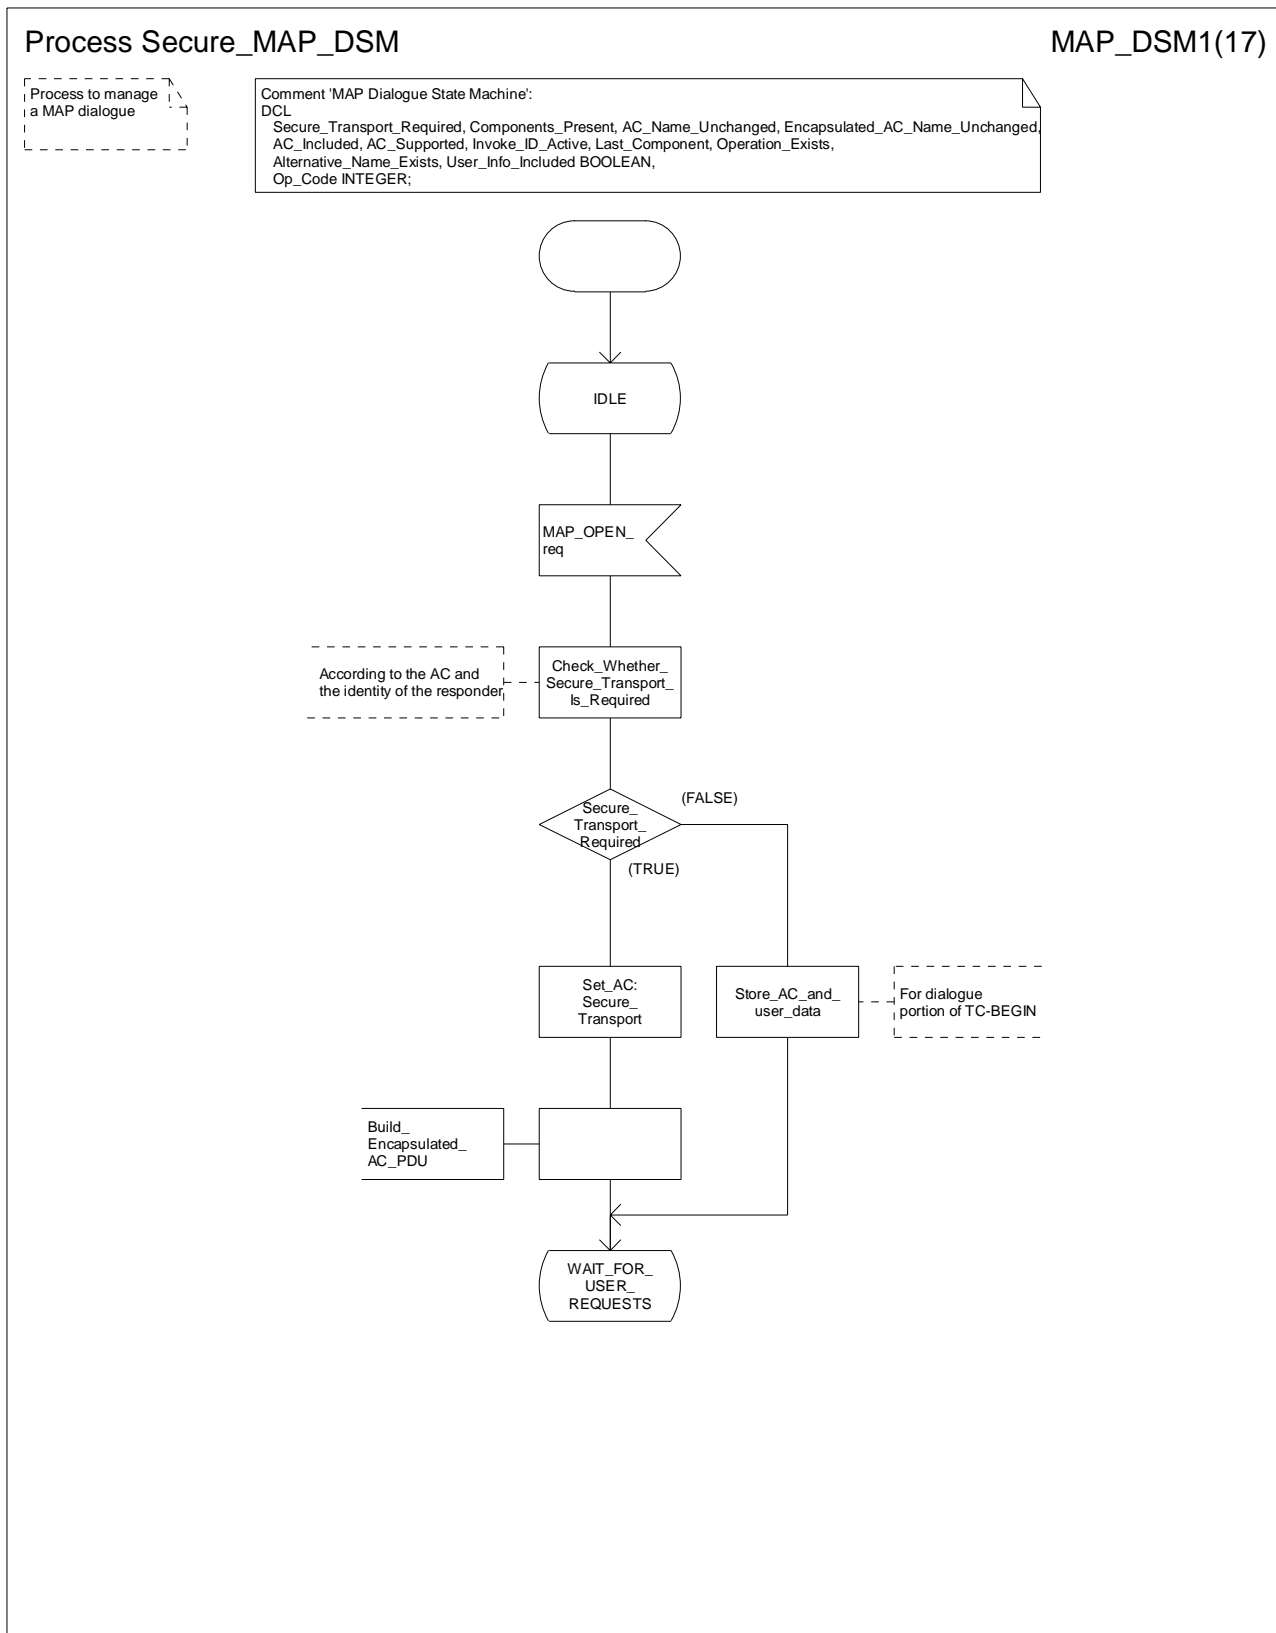 Process Secure_MAP_DSM
MAP_DSM1(17)
Process to manage
a MAP dialogue
Comment 'MAP Dialogue State Machine':
DCL
Secure_Transport_Required, Components_Present, AC_Name_Unchanged, Encapsulated_AC_Name_Unchanged,
AC_Included, AC_Supported, Invoke_ID_Active, Last_Component, Operation_Exists,
Alternative_Name_Exists, User_Info_Included BOOLEAN,
Op_Code INTEGER;
IDLE
MAP_OPEN_
req
According to the AC and
the identity of the responder
Check_Whether_
Secure_Transport_
Is_Required
Secure_
Transport_
Required
(FALSE)
(TRUE)
Set_AC:
Secure_
Transport
Store_AC_and_
user_data
For dialogue
portion of TC-BEGIN
Build_
Encapsulated_
AC_PDU
WAIT_FOR_
USER_
REQUESTS